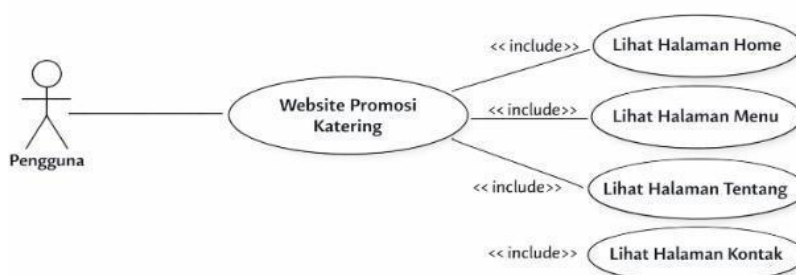 << include>>
Lihat Halaman Home
Website Promosi
Katering
<< include>>
Lihat Halaman Menu
Pengguna
<< include>>
Lihat Halaman Tentang
<< include>>
Lihat Halaman Kontak